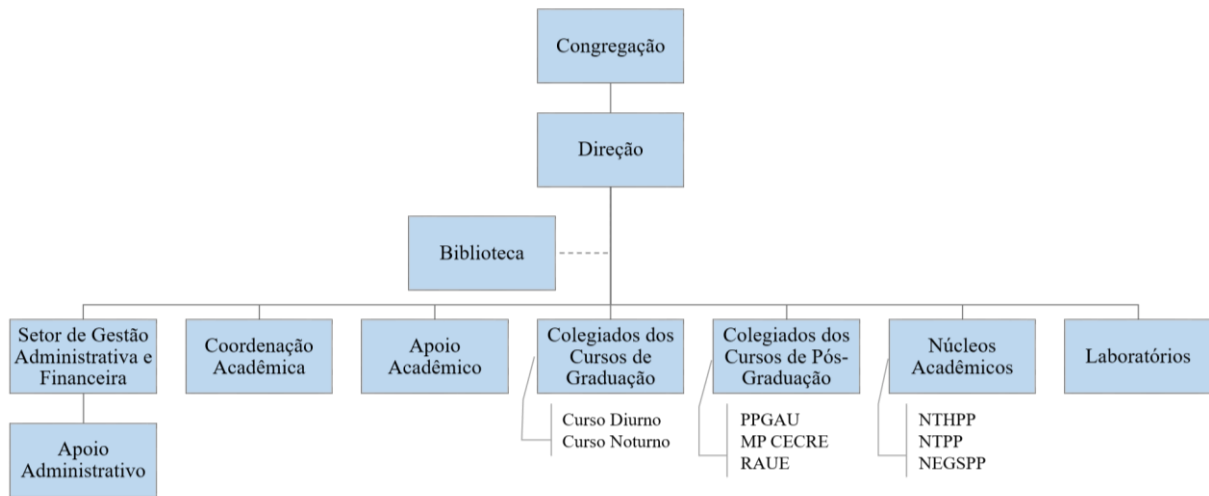 Congregação
Direção
Biblioteca
Setor de Gestão
Administrativa e
Financeira
Coordenação
Acadêmica
Apoio
Acadêmico
Colegiados dos
Cursos de
Graduação
Colegiados dos
Cursos de Pós-
Graduação
Núcleos
Acadêmicos
Laboratórios
Apoio
Administrativo
Curso Diurno
Curso Noturno
PPGAU
MP CECRE
RAUE
NTHPP
NTPP
NEGSPP